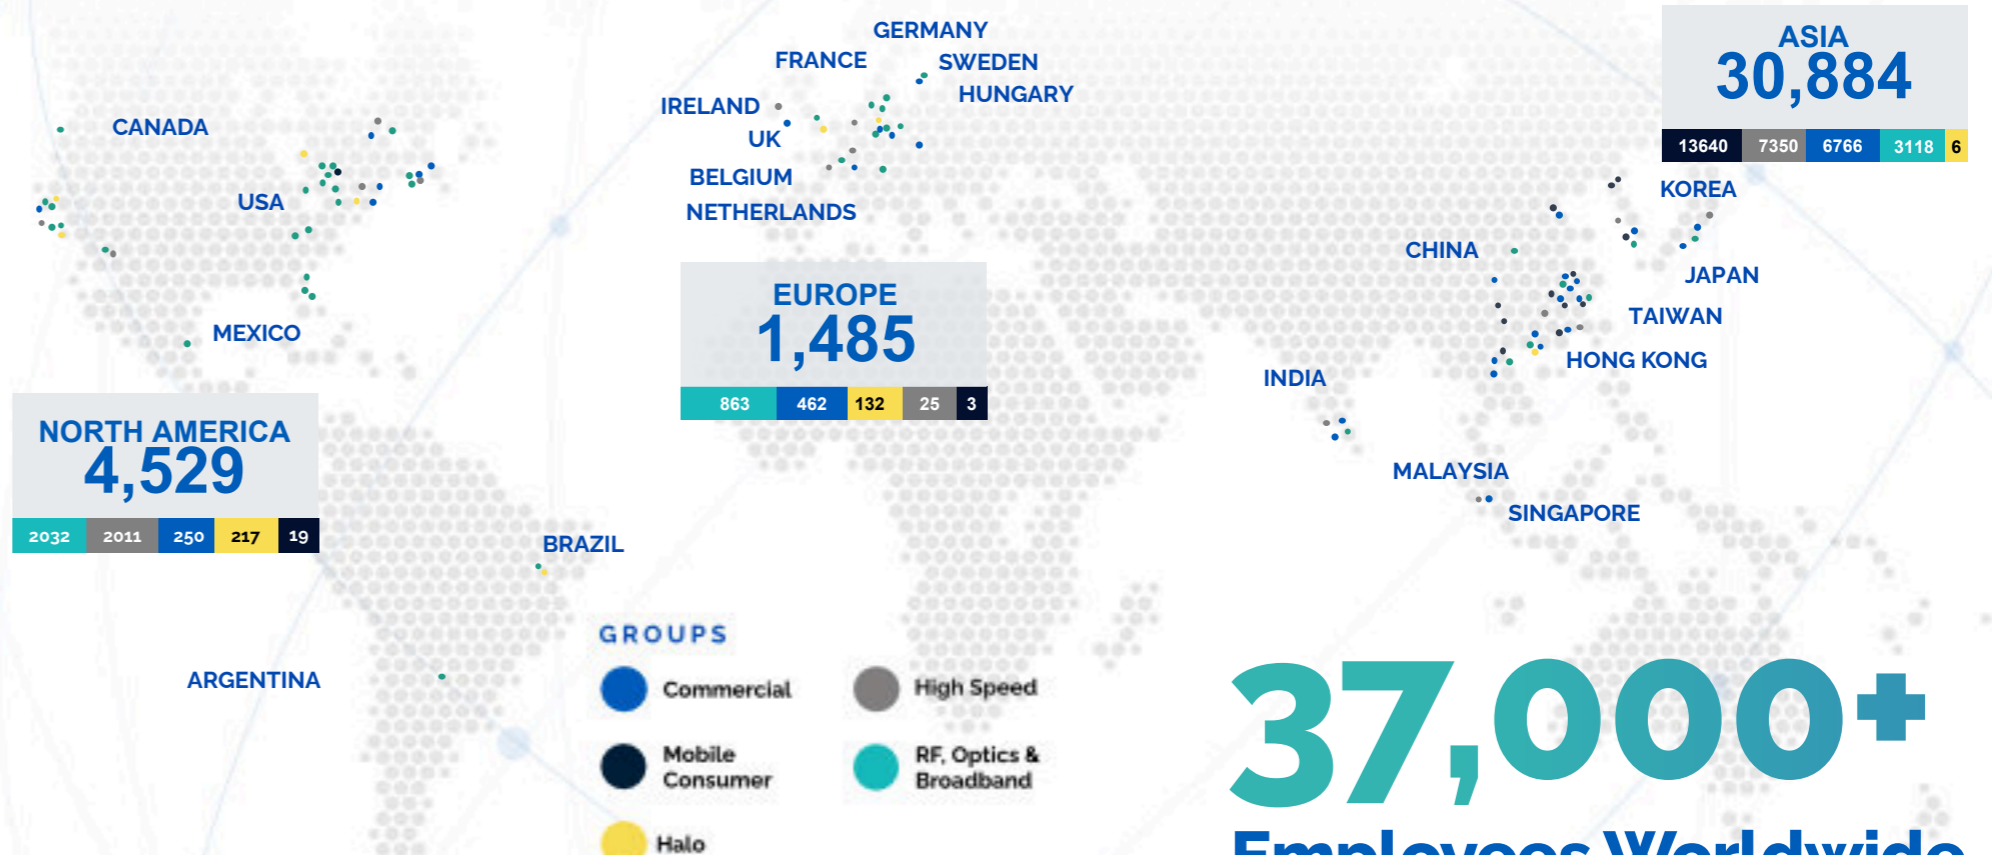 GERMANY
FRANCE
SWEDEN
HUNGARY
IRELAND
UK
BELGIUM
NETHERLANDS
CANADA
USA
MEXICO
ASIA
30,884
13640 7350 6766 3118 6
KOREA
CHINA
JAPAN
TAIWAN
HONG KONG
INDIA
MALAYSIA
SINGAPORE
EUROPE
1,485
863 462 132 25 3
NORTH AMERICA
4,529
2032 2011 250 217 19
BRAZIL
ARGENTINA
GROUPS
Commercial
High Speed
Mobile
Consumer
RF, Optics &
Broadband
Halo
37,000+
Employees Worldwide